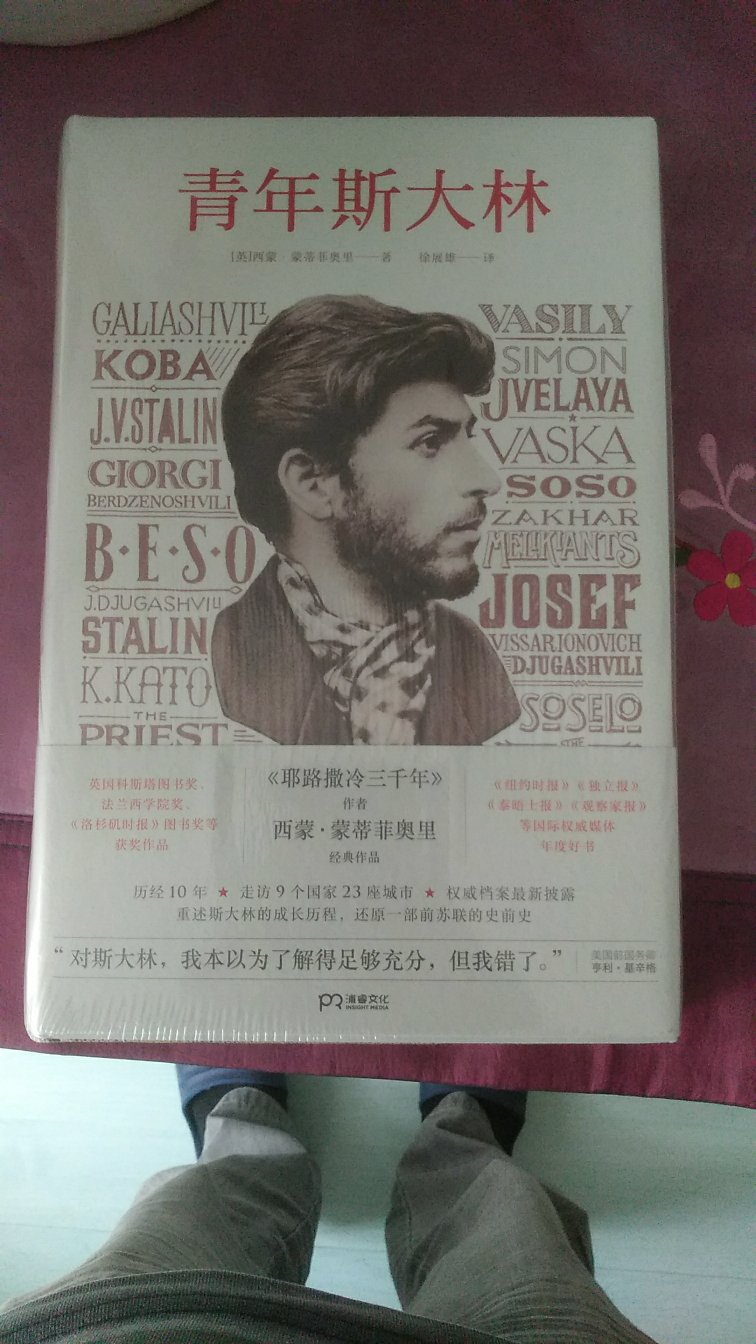 青年斯大林
[英]西蒙·蒙蒂菲奥里——著 徐展雄——译
GALIASHVILI
KOBA
J.V.STALIN
GIORGI
BERDZENOSHVILI
B·E·S·O
J.DJUGASHVILI
STALIN
K.KATO
THE
PRIEST
VASILY
SIMON
JVELAYA
VASKA
SOSO
ZAKHAR
MELIKIANTS
JOSEF
VISSARIONOVICH
DJUGASHVILI
SOSELO
THE
英国科斯塔图书奖、
法兰西学院奖、
《洛杉矶时报》图书奖等
获奖作品
《耶路撒冷三千年》
作者
西蒙·蒙蒂菲奥里
经典作品
《纽约时报》《独立报》
《泰晤士报》《观察家报》
等国际权威媒体
年度好书
历经10年 ★ 走访9个国家23座城市 ★ 权威档案最新披露
重述斯大林的成长历程，还原一部前苏联的史前史
“对斯大林，我本以为了解得足够充分，但我错了。”
美国前国务卿
亨利·基辛格
浦睿文化
INSIGHT MEDIA